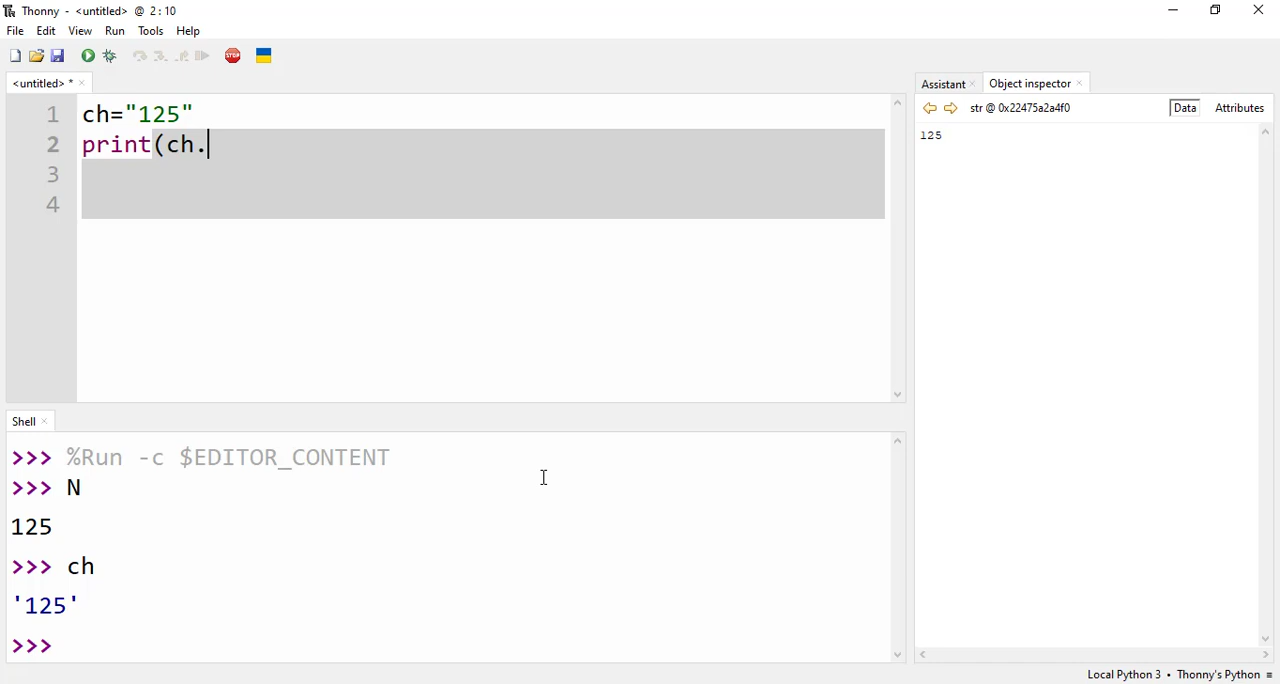 Thonny - <untitled> @ 2:10
File Edit View Run Tools Help
STOP
<untitled> * ×
1 ch="125"
2 print(ch.
3
4
Shell ×
>>> %Run -c $EDITOR_CONTENT
>>> N
125
>>> ch
'125'
>>>
Assistant × Object inspector ×
str @ 0x22475a2a4f0 Data Attributes
125
Local Python 3 • Thonny's Python ≡